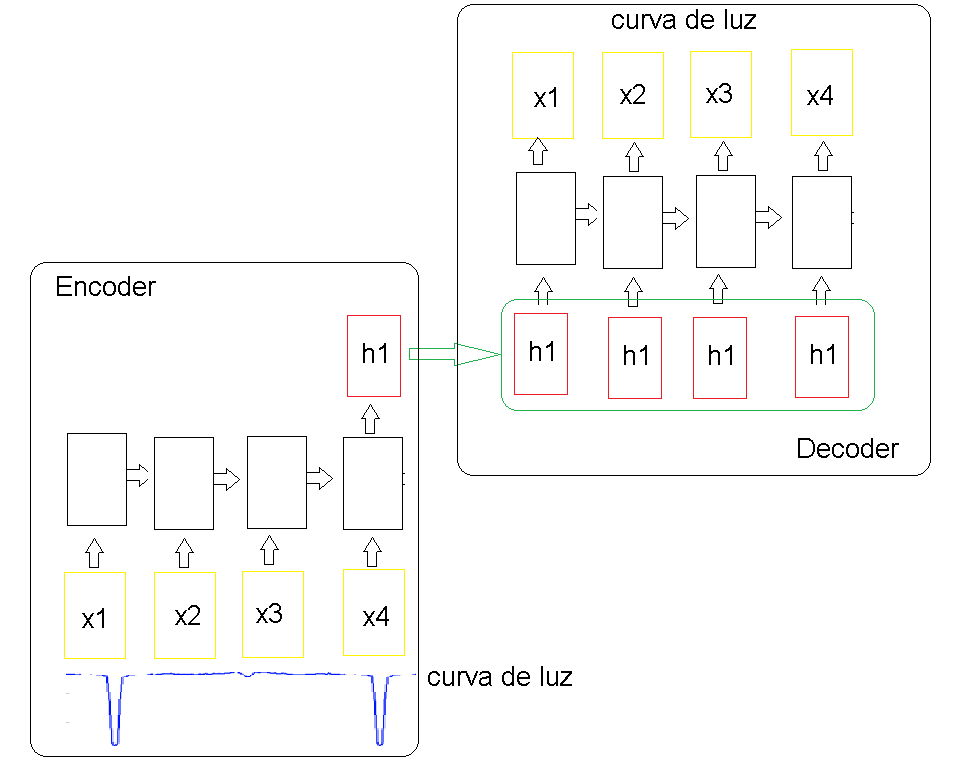 curva de luz
x1 x2 x3 x4
h1 h1 h1 h1
Decoder
Encoder
h1
x1 x2 x3 x4
curva de luz